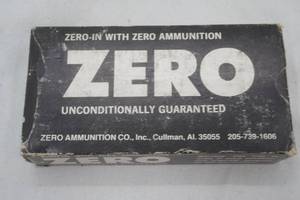 ZERO-IN WITH ZERO AMMUNITION
ZERO
UNCONDITIONALLY GUARANTEED
ZERO AMMUNITION CO., Inc., Cullman, Al. 35055 205-739-1606